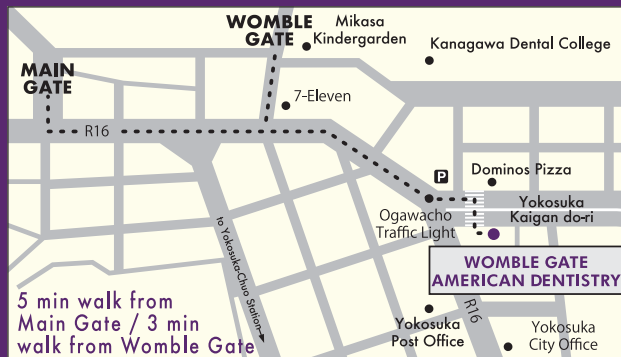 WOMBLE
GATE
Mikasa
Kindergarden
Kanagawa Dental College
MAIN
GATE
7-Eleven
R16
P
Dominos Pizza
Yokosuka
Kaigan do-ri
Ogawacho
Traffic Light
to Yokosuka-Chuo Station
WOMBLE GATE
AMERICAN DENTISTRY
5 min walk from
Main Gate / 3 min
walk from Womble Gate
Yokosuka
Post Office
R16
Yokosuka
City Office